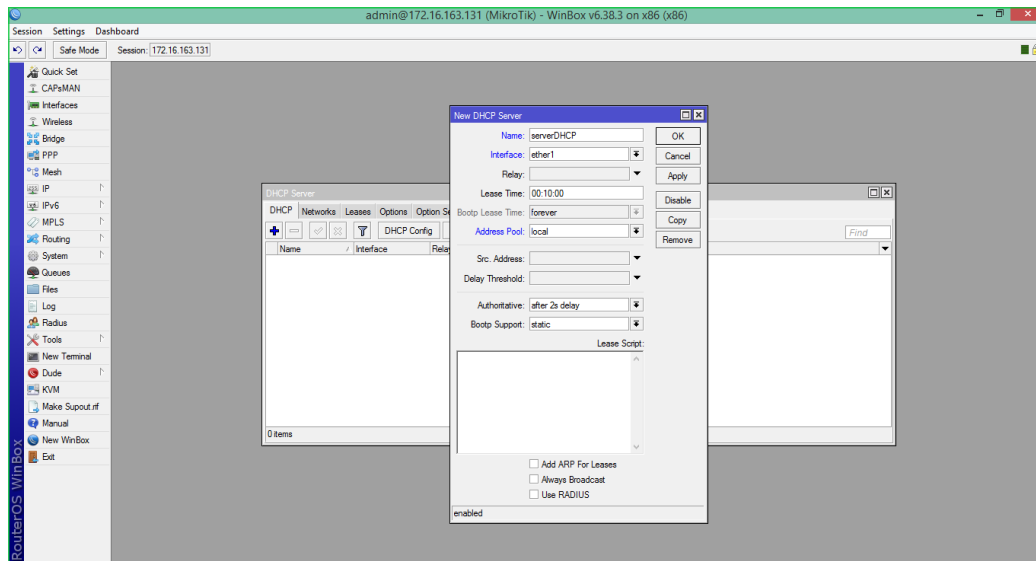 admin@172.16.163.131 (MikroTik) - WinBox v6.38.3 on x86 (x86)
Session Settings Dashboard
Safe Mode Session: 172.16.163.131
Quick Set
CAPsMAN
Interfaces
Wireless
Bridge
PPP
Mesh
IP
IPv6
MPLS
Routing
System
Queues
Files
Log
Radius
Tools
New Terminal
Dude
KVM
Make Supout.rif
Manual
New WinBox
Exit
RouterOS WinBox
DHCP Server
DHCP Networks Leases Options Option Se
DHCP Config
Find
Name Interface Relay
0 items
New DHCP Server
Name: serverDHCP
Interface: ether1
Relay:
Lease Time: 00:10:00
Bootp Lease Time: forever
Address Pool: local
Src. Address:
Delay Threshold:
Authoritative: after 2s delay
Bootp Support: static
Lease Script:
Add ARP For Leases
Always Broadcast
Use RADIUS
enabled
OK
Cancel
Apply
Disable
Copy
Remove